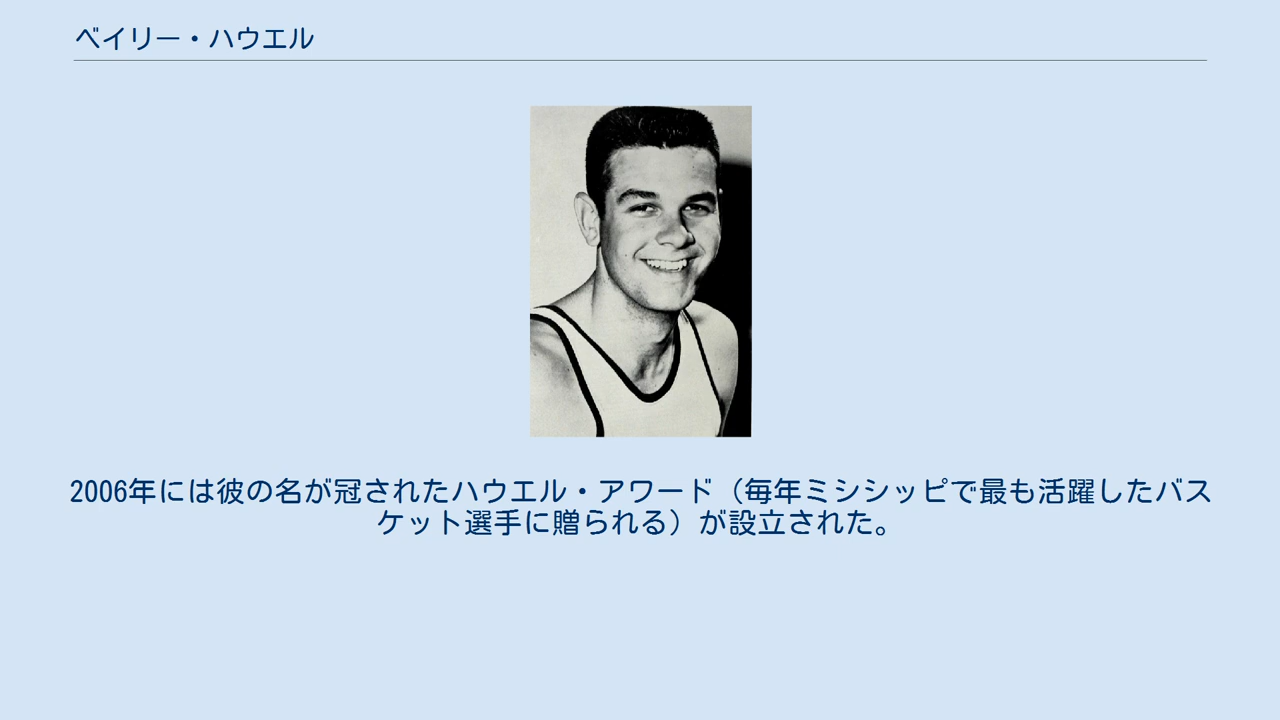 ベイリー・ハウエル
2006年には彼の名が冠されたハウエル・アワード（毎年ミシシッピで最も活躍したバス
ケット選手に贈られる）が設立された。